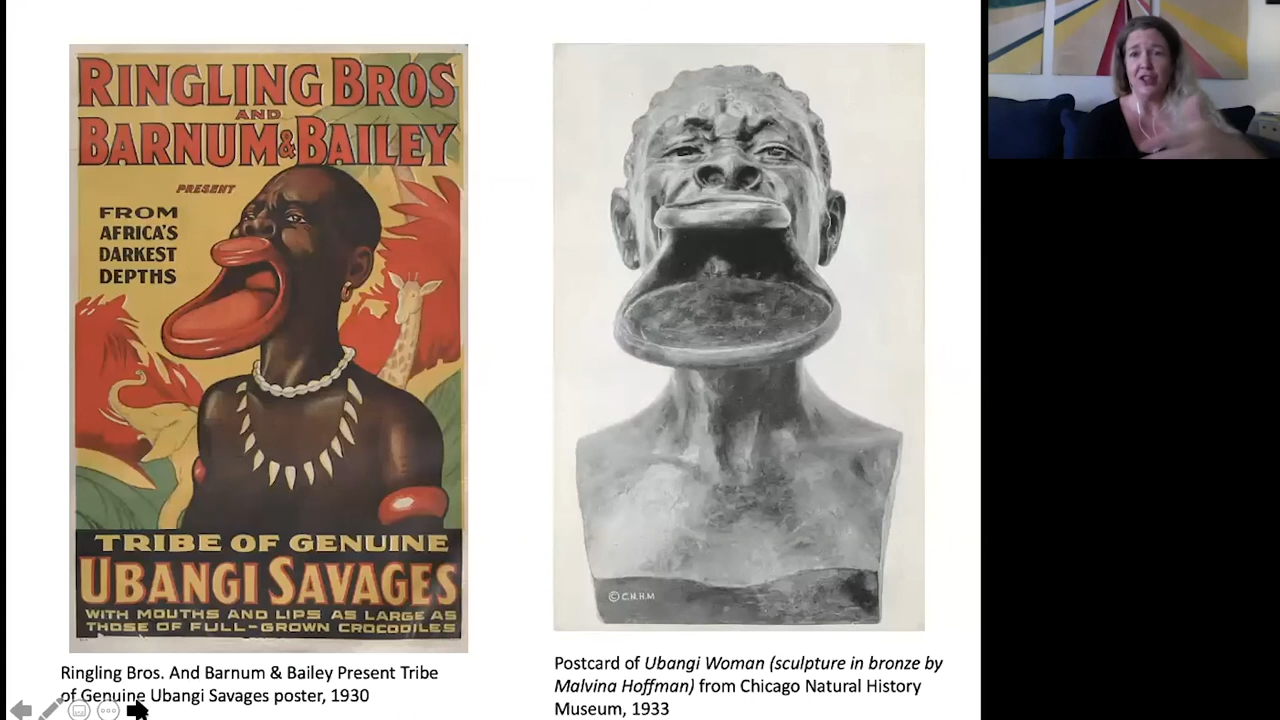 RINGLING BROS
AND
BARNUM & BAILEY
PRESENT
FROM
AFRICA'S
DARKEST
DEPTHS
TRIBE OF GENUINE
UBANGI SAVAGES
WITH MOUTHS AND LIPS AS LARGE AS
THOSE OF FULL-GROWN CROCODILES
Ringling Bros. And Barnum & Bailey Present Tribe
of Genuine Ubangi Savages poster, 1930
© C.N.H.M
Postcard of Ubangi Woman (sculpture in bronze by
Malvina Hoffman) from Chicago Natural History
Museum, 1933